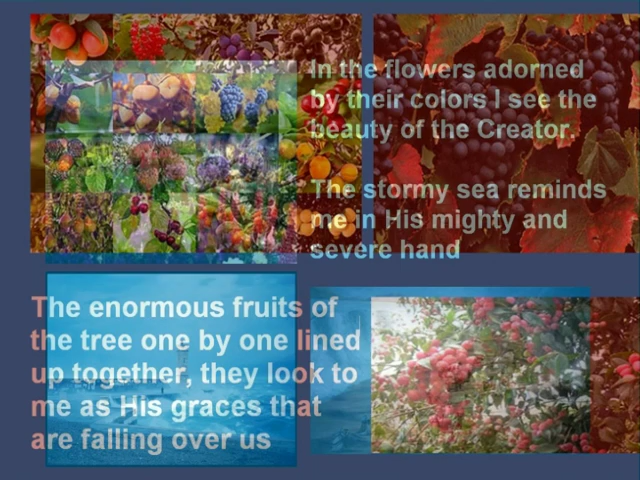 In the flowers adorned
by their colors I see the
beauty of the Creator.
The stormy sea reminds
me in His mighty and
severe hand
The enormous fruits of
the tree one by one lined
up together, they look to
me as His graces that
are falling over us